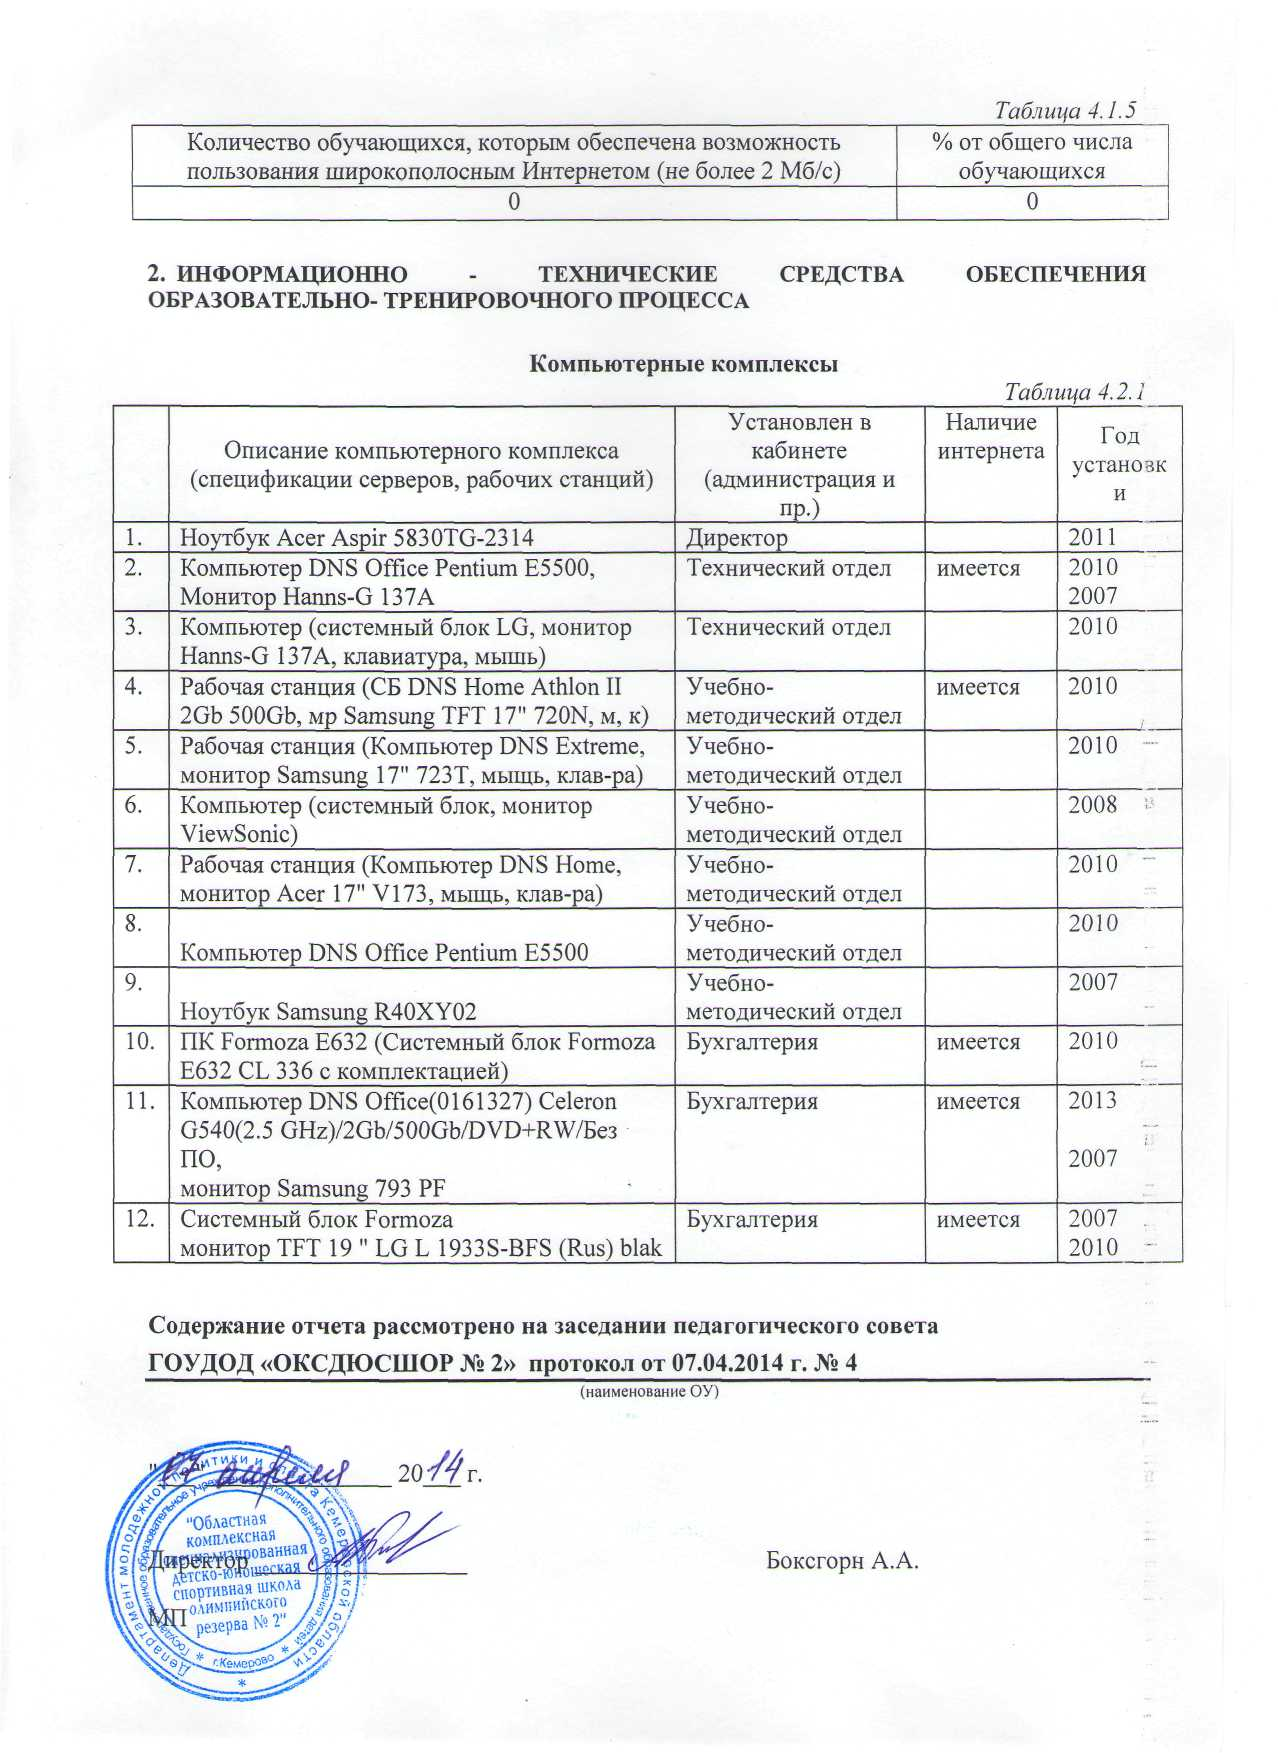 Таблица 4.1.5
Количество обучающихся, которым обеспечена возможность
пользования широкополосным Интернетом (не более 2 Мб/с)
% от общего числа
обучающихся
0
0
2. ИНФОРМАЦИОННО - ТЕХНИЧЕСКИЕ СРЕДСТВА ОБЕСПЕЧЕНИЯ
ОБРАЗОВАТЕЛЬНО- ТРЕНИРОВОЧНОГО ПРОЦЕССА
Компьютерные комплексы
Таблица 4.2.1
Описание компьютерного комплекса
(спецификации серверов, рабочих станций)
Установлен в
кабинете
(администрация и
пр.)
Наличие
интернета
Год
установк
и
1. Ноутбук Acer Aspir 5830TG-2314 Директор 2011
2. Компьютер DNS Office Pentium E5500, Технический отдел имеется 2010
Монитор Hanns-G 137A 2007
3. Компьютер (системный блок LG, монитор Технический отдел 2010
Hanns-G 137A, клавиатура, мышь)
4. Рабочая станция (СБ DNS Home Athlon II Учебно- имеется 2010
2Gb 500Gb, мр Samsung TFT 17" 720N, м, к) методический отдел
5. Рабочая станция (Компьютер DNS Extreme, Учебно- 2010
монитор Samsung 17" 723T, мыщь, клав-ра) методический отдел
6. Компьютер (системный блок, монитор Учебно- 2008
ViewSonic) методический отдел
7. Рабочая станция (Компьютер DNS Home, Учебно- 2010
монитор Acer 17" V173, мыщь, клав-ра) методический отдел
8. Учебно- 2010
Компьютер DNS Office Pentium E5500 методический отдел
9. Учебно- 2007
Ноутбук Samsung R40XY02 методический отдел
10. ПК Formoza E632 (Системный блок Formoza Бухгалтерия имеется 2010
E632 CL 336 с комплектацией)
11. Компьютер DNS Office(0161327) Celeron Бухгалтерия имеется 2013
G540(2.5 GHz)/2Gb/500Gb/DVD+RW/Без
ПО, 2007
монитор Samsung 793 PF
12. Системный блок Formoza Бухгалтерия имеется 2007
монитор TFT 19 " LG L 1933S-BFS (Rus) blak 2010
Содержание отчета рассмотрено на заседании педагогического совета
ГОУДОД «ОКСДЮСШОР № 2» протокол от 07.04.2014 г. № 4
(наименование ОУ)
"07" апреля 2014 г.
Директор Боксгорн А.А.
МП
Департамент молодежной политики и спорта Кемеровской области
"Областная
комплексная
специализированная
детско-юношеская
спортивная школа
олимпийского
резерва № 2"
г.Кемерово